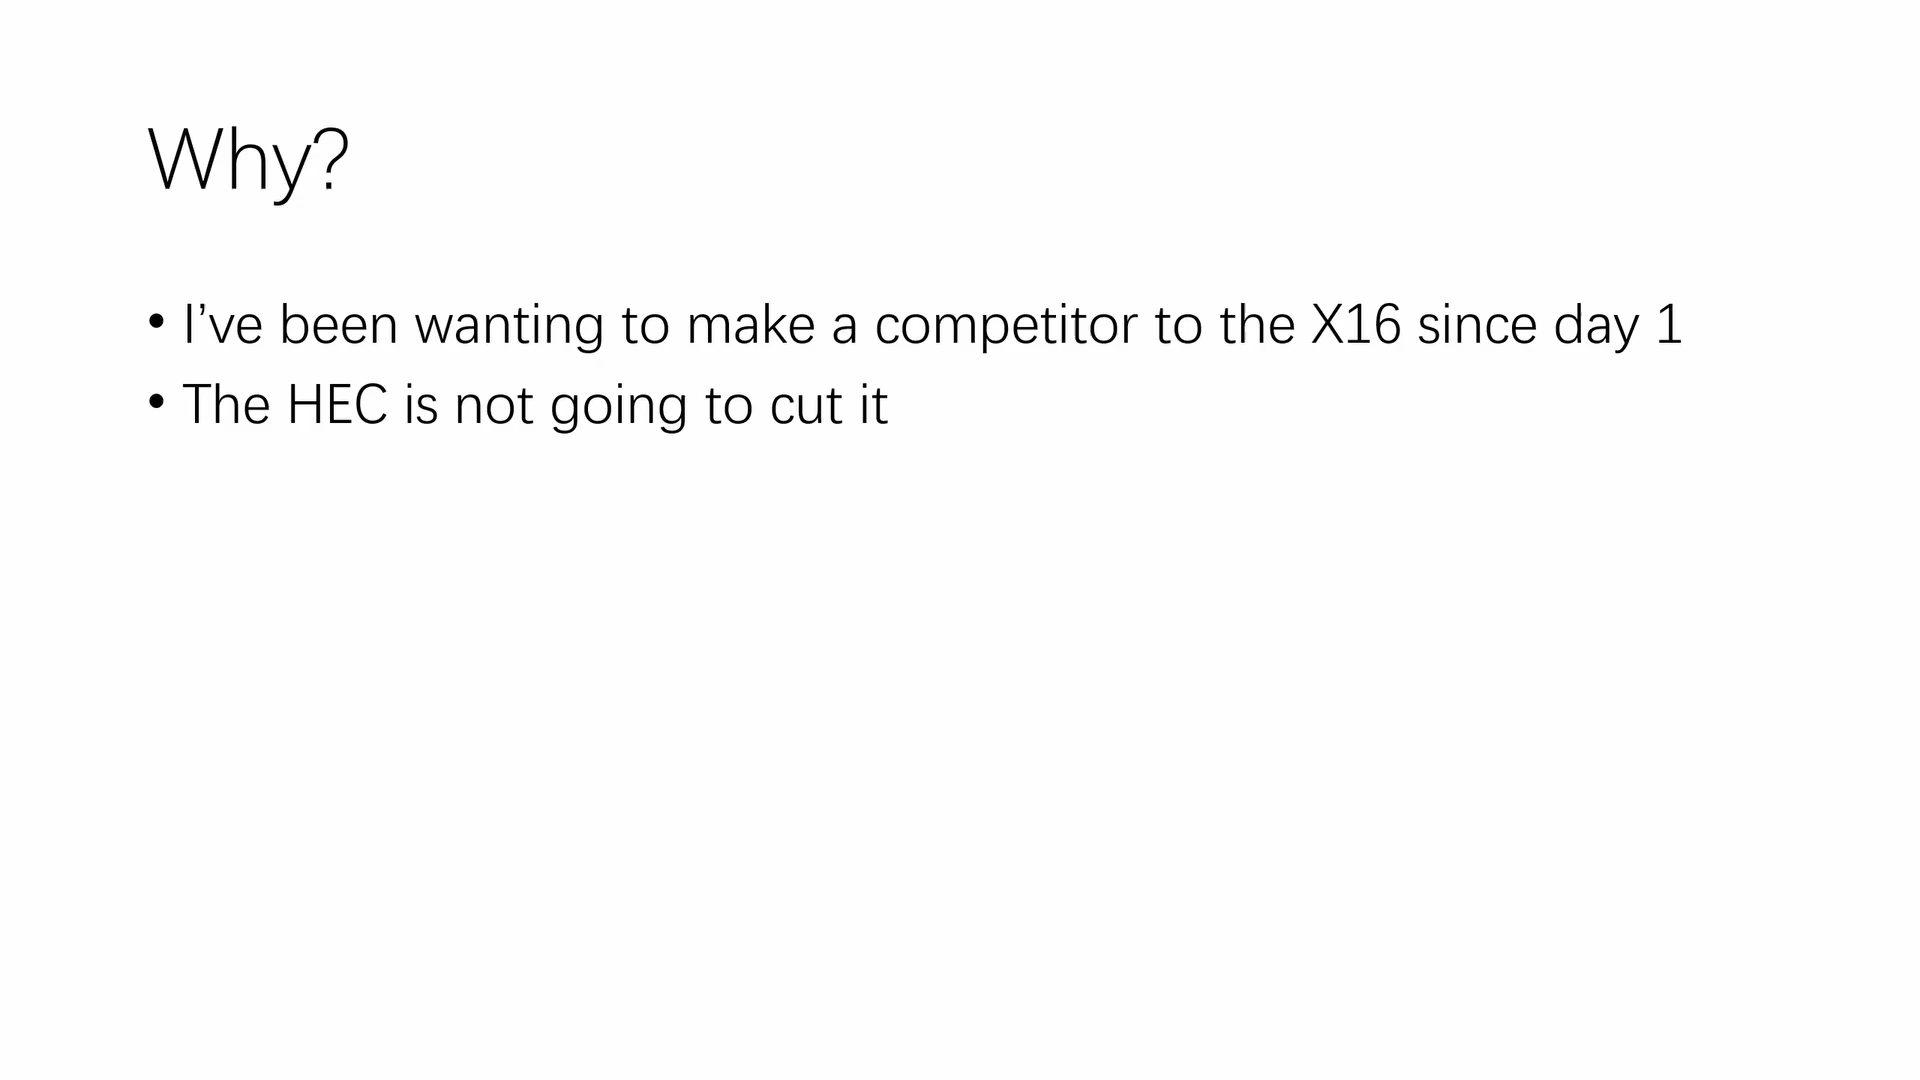 Why?
• I’ve been wanting to make a competitor to the X16 since day 1
• The HEC is not going to cut it